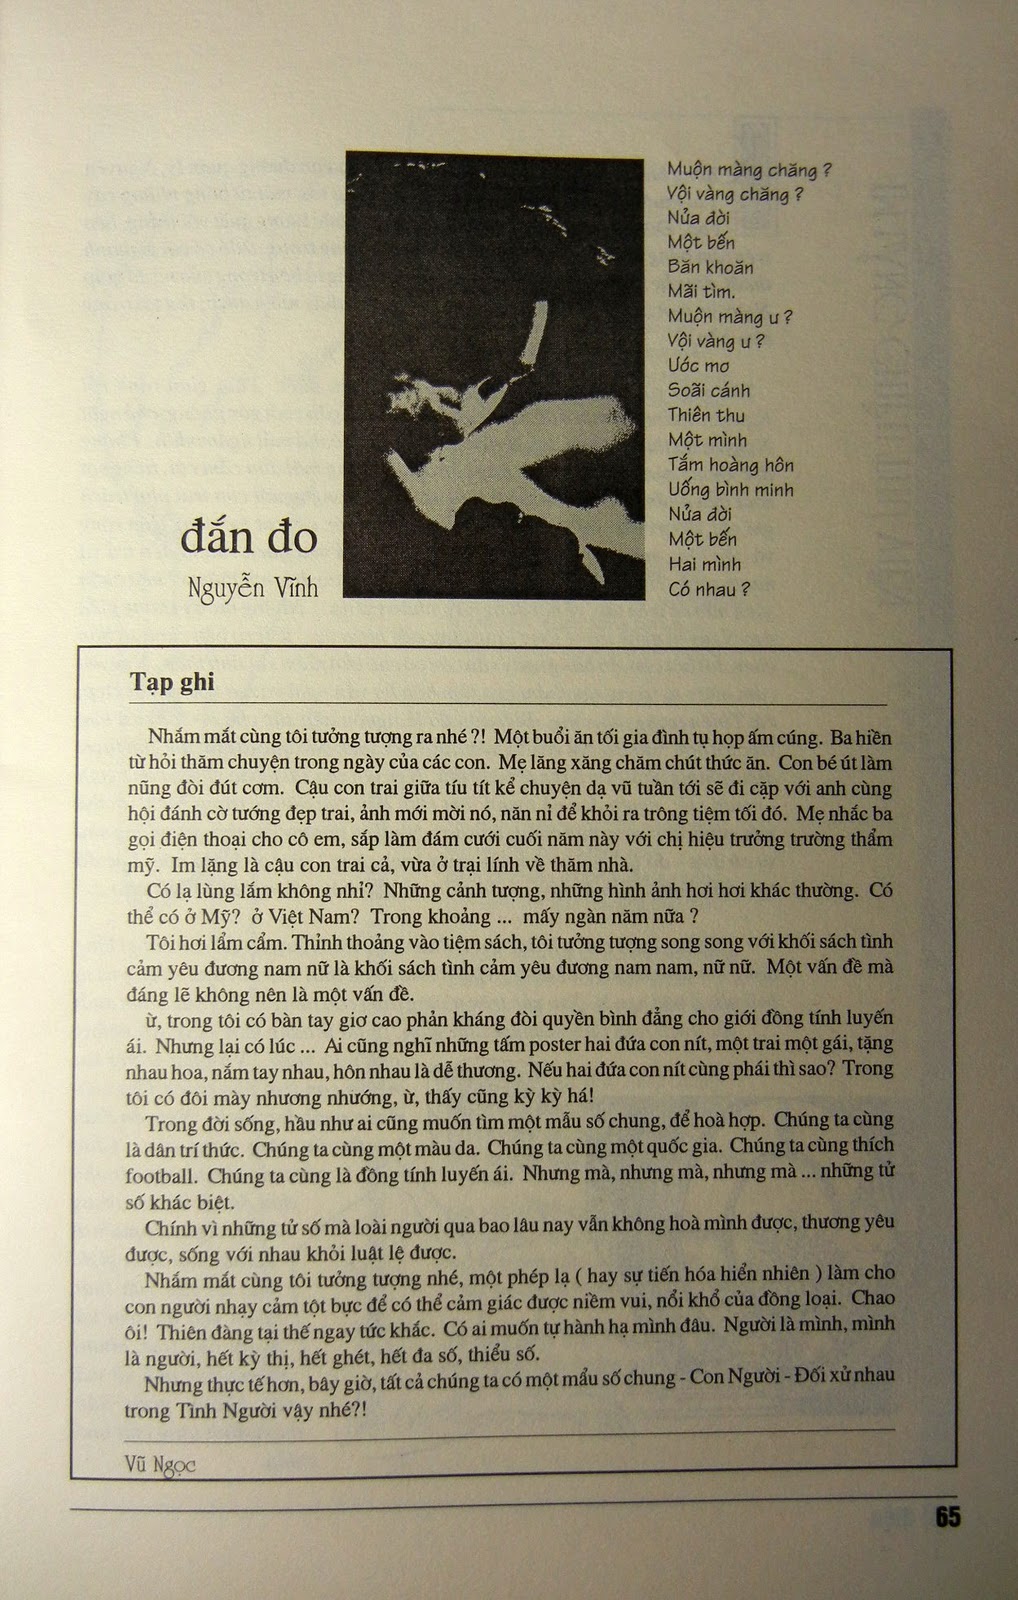 đắn đo
Nguyễn Vĩnh
Muộn màng chăng ?
Vội vàng chăng ?
Nửa đời
Một bến
Băn khoăn
Mãi tìm.
Muộn màng ư ?
Vội vàng ư ?
Ước mơ
Soãi cánh
Thiên thu
Một mình
Tắm hoàng hôn
Uống bình minh
Nửa đời
Một bến
Hai mình
Có nhau ?
Tạp ghi
Nhắm mắt cùng tôi tưởng tượng ra nhé ?! Một buổi ăn tối gia đình tụ họp ấm cúng. Ba hiền
từ hỏi thăm chuyện trong ngày của các con. Mẹ lăng xăng chăm chút thức ăn. Con bé út làm
nũng đòi đút cơm. Cậu con trai giữa tíu tít kể chuyện dạ vũ tuần tới sẽ đi cặp với anh cùng
hội đánh cờ tướng đẹp trai, ảnh mới mời nó, năn nỉ để khỏi ra trông tiệm tối đó. Mẹ nhắc ba
gọi điện thoại cho cô em, sắp làm đám cưới cuối năm này với chị hiệu trưởng trường thẩm
mỹ. Im lặng là cậu con trai cả, vừa ở trại lính về thăm nhà.
Có lạ lùng lắm không nhỉ? Những cảnh tượng, những hình ảnh hơi hơi khác thường. Có
thể có ở Mỹ? ở Việt Nam? Trong khoảng ... mấy ngàn năm nữa ?
Tôi hơi lẩm cẩm. Thỉnh thoảng vào tiệm sách, tôi tưởng tượng song song với khối sách tình
cảm yêu đương nam nữ là khối sách tình cảm yêu đương nam nam, nữ nữ. Một vấn đề mà
đáng lẽ không nên là một vấn đề.
ừ, trong tôi có bàn tay giơ cao phản kháng đòi quyền bình đẳng cho giới đồng tính luyến
ái. Nhưng lại có lúc ... Ai cũng nghĩ những tấm poster hai đứa con nít, một trai một gái, tặng
nhau hoa, nắm tay nhau, hôn nhau là dễ thương. Nếu hai đứa con nít cùng phái thì sao? Trong
tôi có đôi mày nhương nhướng, ừ, thấy cũng kỳ kỳ há!
Trong đời sống, hầu như ai cũng muốn tìm một mẫu số chung, để hoà hợp. Chúng ta cùng
là dân trí thức. Chúng ta cùng một màu da. Chúng ta cùng một quốc gia. Chúng ta cùng thích
football. Chúng ta cùng là đồng tính luyến ái. Nhưng mà, nhưng mà, nhưng mà ... những tử
số khác biệt.
Chính vì những tử số mà loài người qua bao lâu nay vẫn không hoà mình được, thương yêu
được, sống với nhau khỏi luật lệ được.
Nhắm mắt cùng tôi tưởng tượng nhé, một phép lạ ( hay sự tiến hóa hiển nhiên ) làm cho
con người nhạy cảm tột bực để có thể cảm giác được niềm vui, nổi khổ của đồng loại. Chao
ôi! Thiên đàng tại thế ngay tức khắc. Có ai muốn tự hành hạ mình đâu. Người là mình, mình
là người, hết kỳ thị, hết ghét, hết đa số, thiểu số.
Nhưng thực tế hơn, bây giờ, tất cả chúng ta có một mẩu số chung - Con Người - Đối xử nhau
trong Tình Người vậy nhé?!
Vũ Ngọc
65